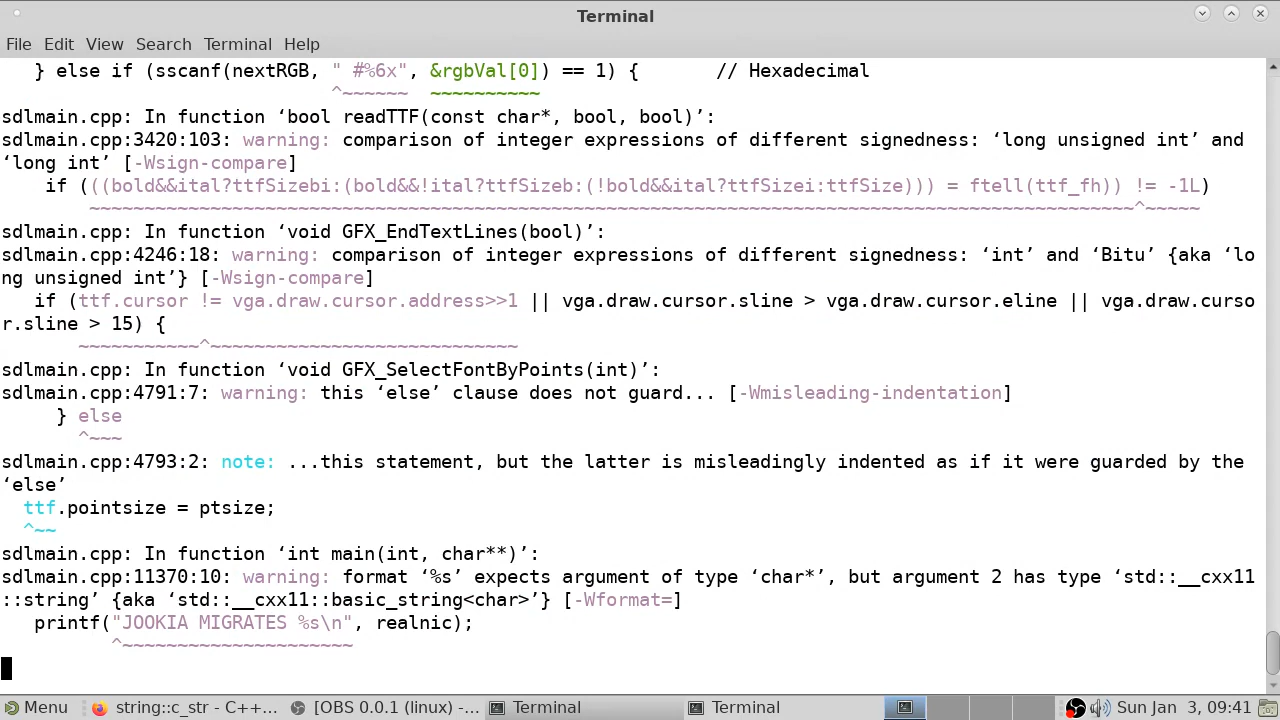 Terminal
File Edit View Search Terminal Help
} else if (sscanf(nextRGB, " #%6x", &rgbVal[0]) == 1) { // Hexadecimal
^~~~~~~ ~~~~~~~~~~
sdlmain.cpp: In function ‘bool readTTF(const char*, bool, bool)’:
sdlmain.cpp:3420:103: warning: comparison of integer expressions of different signedness: ‘long unsigned int’ and
‘long int’ [-Wsign-compare]
if (((bold&&ital?ttfSizebi:(bold&&!ital?ttfSizeb:(!bold&&ital?ttfSizei:ttfSize))) = ftell(ttf_fh)) != -1L)
~~~~~~~~~~~~~~~~~~~~~~~~~~~~~~~~~~~~~~~~~~~~~~~~~~~~~~~~~~~~~~~~~~~~~~~~~~~~~~~~~~~~~~~~~~~~~~~^~~~~~
sdlmain.cpp: In function ‘void GFX_EndTextLines(bool)’:
sdlmain.cpp:4246:18: warning: comparison of integer expressions of different signedness: ‘int’ and ‘Bitu’ {aka ‘lo
ng unsigned int’} [-Wsign-compare]
if (ttf.cursor != vga.draw.cursor.address>>1 || vga.draw.cursor.sline > vga.draw.cursor.eline || vga.draw.curso
r.sline > 15) {
~~~~~~~~~~~^~~~~~~~~~~~~~~~~~~~~~~~~~~~~
sdlmain.cpp: In function ‘void GFX_SelectFontByPoints(int)’:
sdlmain.cpp:4791:7: warning: this ‘else’ clause does not guard... [-Wmisleading-indentation]
} else
^~~~
sdlmain.cpp:4793:2: note: ...this statement, but the latter is misleadingly indented as if it were guarded by the
‘else’
ttf.pointsize = ptsize;
^~~
sdlmain.cpp: In function ‘int main(int, char**)’:
sdlmain.cpp:11370:10: warning: format ‘%s’ expects argument of type ‘char*’, but argument 2 has type ‘std::__cxx11
::string’ {aka ‘std::__cxx11::basic_string<char>’} [-Wformat=]
printf("JOOKIA MIGRATES %s\n", realnic);
^~~~~~~~~~~~~~~~~~~~~~
Menu string::c_str - C++... [OBS 0.0.1 (linux) -... Terminal Terminal Sun Jan 3, 09:41